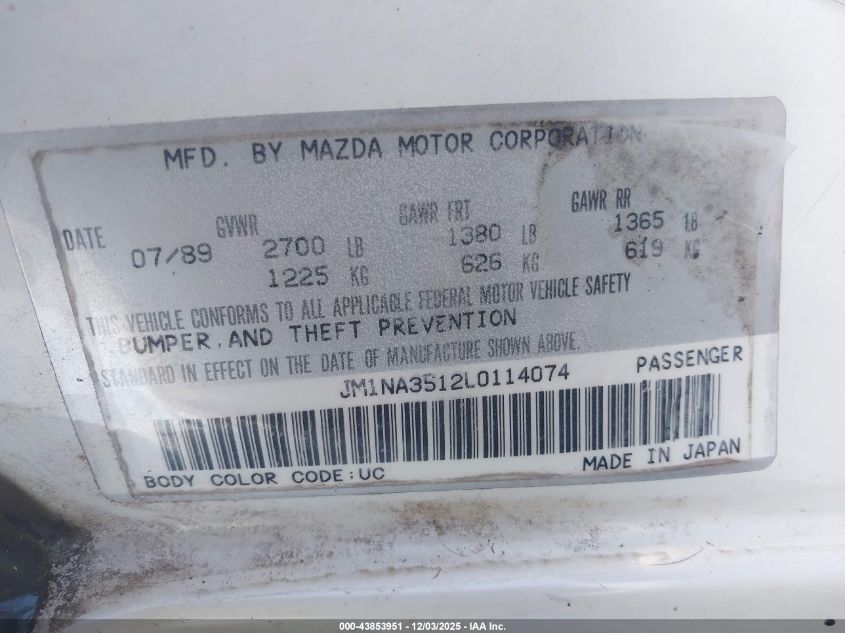 MFD. BY MAZDA MOTOR CORPORATION
DATE GVWR GAWR FRT GAWR RR
07/89 2700 LB 1380 LB 1365 LB
1225 KG 626 KG 619 KG
THIS VEHICLE CONFORMS TO ALL APPLICABLE FEDERAL MOTOR VEHICLE SAFETY
BUMPER, AND THEFT PREVENTION
STANDARD IN EFFECT ON THE DATE OF MANUFACTURE SHOWN ABOVE.
JM1NA3512L0114074 PASSENGER
BODY COLOR CODE:UC MADE IN JAPAN
000-43853951 - 12/03/2025 - IAA Inc.